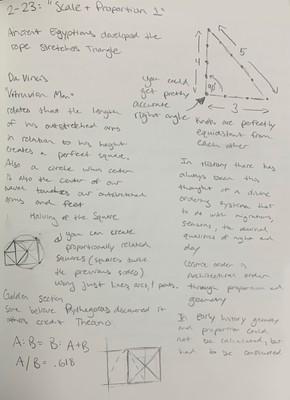 2-23: "Scale + Proportion 1"
Ancient Egyptians developed the
rope stretchers Triangle
4
5
3
90°
you could
get pretty
accurate
right angle
Knots are perfectly
equidistant from
each other
Da Vinci's
Vitruvian Man
relates that the length
of his outstretched arms
in relation to his height
creates a perfect square.
Also a circle whos center
is also the center of our
navel touches our outstretched
arms and feet
Halving of the Square
you can create
proportionally related
squares (squares twice
the previous sides)
using just lines, arcs, / points.
Golden section
Some believe Pythagoras discovered it
others credit Theano
A:B = B:A+B
A/B = .618
In History there has
always been this
thought of a divine
ordering system that
to do with migrations,
seasons, the
qualities of night and
day
Cosmic order is
Architectural order
through proportion and
geometry
In early history geometry
and proportion could
not be calculated, but
had to be constructed